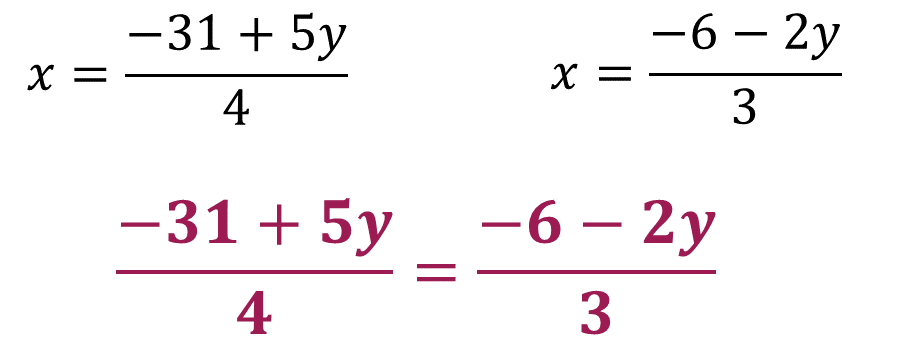 x = (−31 + 5y)/4    x = (−6 − 2y)/3
(−31 + 5y)/4 = (−6 − 2y)/3